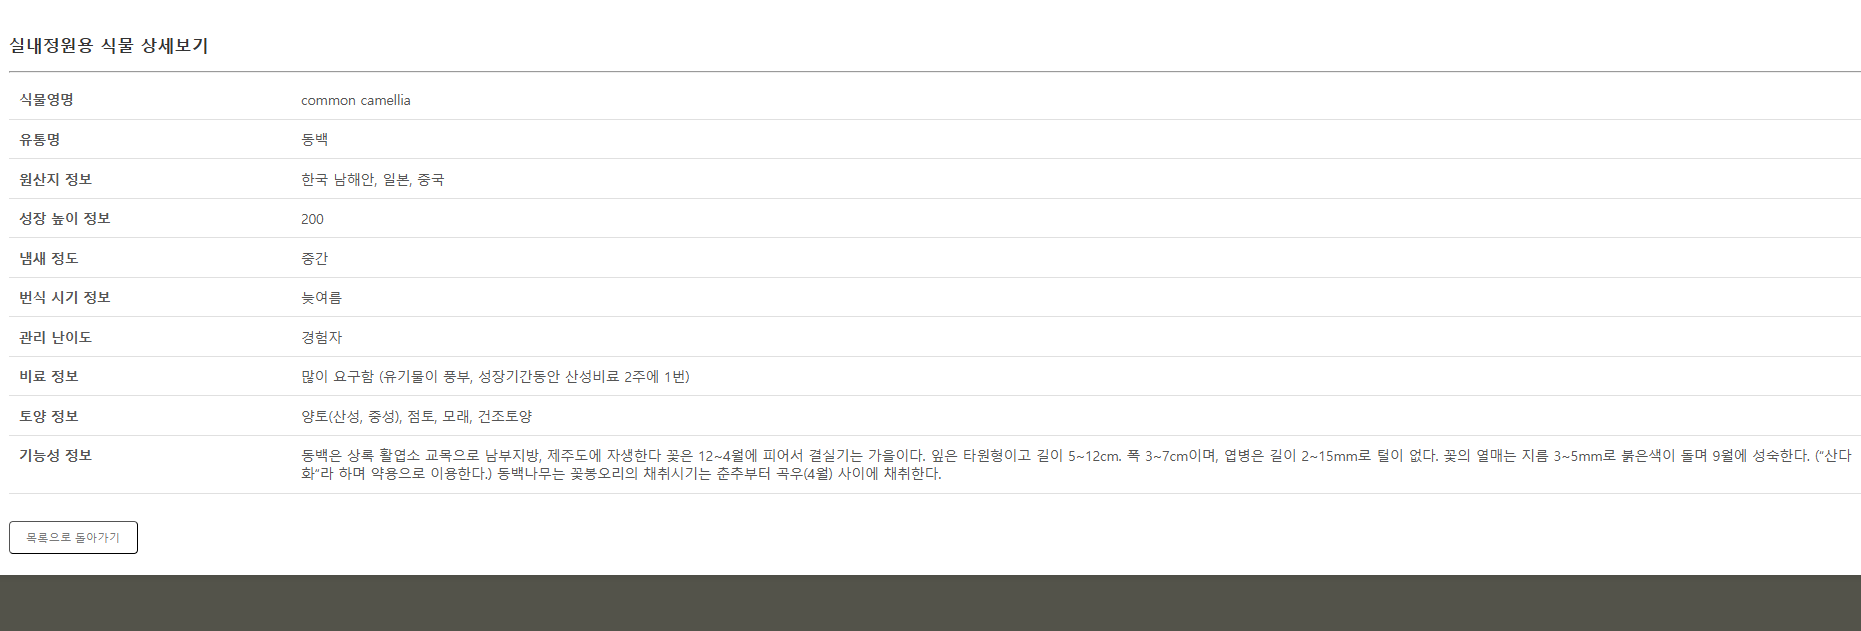 실내정원용 식물 상세보기
식물영명 common camellia
유통명 동백
원산지 정보 한국 남해안, 일본, 중국
성장 높이 정보 200
냄새 정도 중간
번식 시기 정보 늦여름
관리 난이도 경험자
비료 정보 많이 요구함 (유기물이 풍부, 성장기간동안 산성비료 2주에 1번)
토양 정보 양토(산성, 중성), 점토, 모래, 건조토양
기능성 정보 동백은 상록 활엽소 교목으로 남부지방, 제주도에 자생한다 꽃은 12~4월에 피어서 결실기는 가을이다. 잎은 타원형이고 길이 5~12cm. 폭 3~7cm이며, 엽병은 길이 2~15mm로 털이 없다. 꽃의 열매는 지름 3~5mm로 붉은색이 돌며 9월에 성숙한다. ("산다
화"라 하며 약용으로 이용한다.) 동백나무는 꽃봉오리의 채취시기는 춘추부터 곡우(4월) 사이에 채취한다.
목록으로 돌아가기